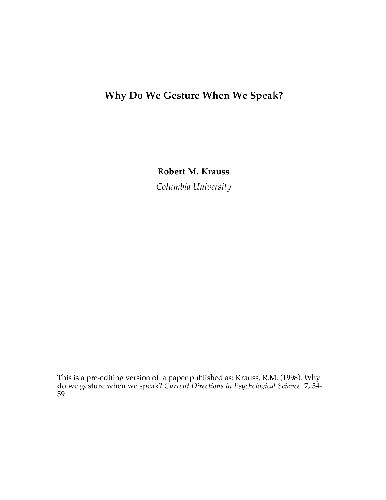 Why Do We Gesture When We Speak?
Robert M. Krauss
Columbia University
This is a pre-editing version of a paper published as: Krauss, R.M. (1998). Why
do we gesture when we speak? Current Directions in Psychological Science, 7, 54-
59.